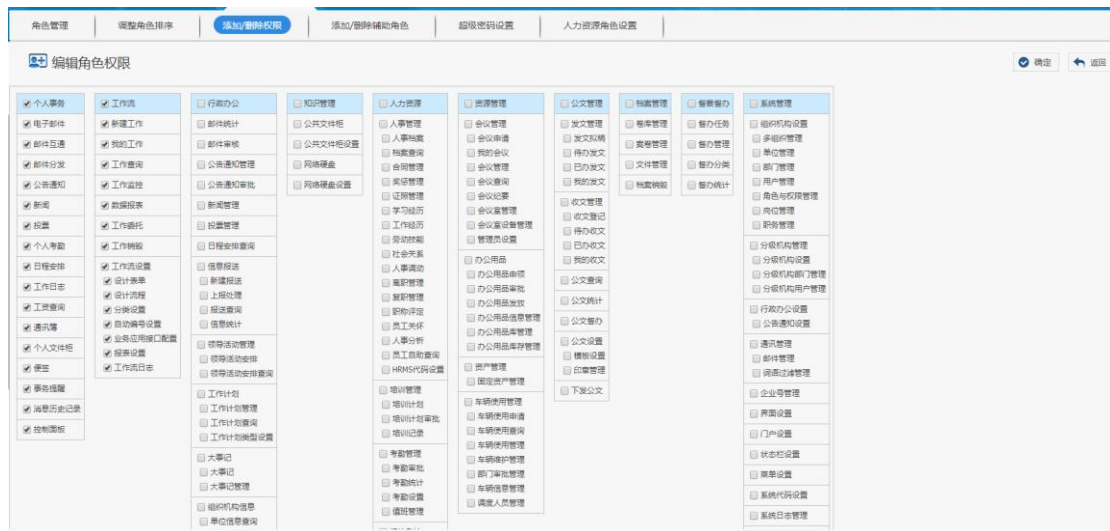 角色管理
调整角色排序
添加/删除权限
添加/删除辅助角色
超级密码设置
人力资源角色设置
编辑角色权限
确定
返回
个人事务
电子邮件
邮件互通
邮件分发
公告通知
新闻
投票
个人考勤
日程安排
工作日志
工资查询
通讯簿
个人文件柜
便签
事务提醒
消息历史记录
控制面板
工作流
新建工作
我的工作
工作查询
工作监控
数据报表
工作委托
工作销毁
工作流设置
设计表单
设计流程
分类设置
自动编号设置
业务应用接口配置
报表设置
工作流日志
行政办公
邮件统计
邮件审核
公告通知管理
公告通知审批
新闻管理
投票管理
日程安排查询
信息报送
新建报送
上报处理
报送查询
信息统计
领导活动管理
领导活动安排
领导活动安排查询
工作计划
工作计划管理
工作计划查询
工作计划类型设置
大事记
大事记
大事记管理
组织机构信息
单位信息查询
知识管理
公共文件柜
公共文件柜设置
网络硬盘
网络硬盘设置
人力资源
人事管理
人事档案
档案查询
合同管理
奖惩管理
证照管理
学习经历
工作经历
劳动技能
社会关系
人事调动
离职管理
复职管理
职称评定
员工关怀
人事分析
员工自助查询
HRMS代码设置
培训管理
培训计划
培训计划审批
培训记录
考勤管理
考勤审批
考勤统计
考勤设置
值班管理
资源管理
会议管理
会议申请
我的会议
会议管理
会议查询
会议纪要
会议室管理
会议室设备管理
管理员设置
办公用品
办公用品申领
办公用品审批
办公用品发放
办公用品信息管理
办公用品库管理
办公用品库存管理
资产管理
固定资产管理
车辆使用管理
车辆使用申请
车辆使用查询
车辆使用管理
车辆维护管理
部门审批管理
车辆信息管理
调度人员管理
公文管理
发文管理
发文拟稿
待办发文
已办发文
我的发文
收文管理
收文登记
待办收文
已办收文
我的收文
公文查询
公文统计
公文督办
公文设置
模板设置
印章管理
下发公文
档案管理
卷库管理
案卷管理
文件管理
档案销毁
督察督办
督办任务
督办管理
督办分类
督办统计
系统管理
组织机构设置
多组织管理
单位管理
部门管理
用户管理
角色与权限管理
岗位管理
职务管理
分级机构管理
分级机构设置
分级机构部门管理
分级机构用户管理
行政办公设置
公告通知设置
通讯管理
邮件管理
词语过滤管理
企业号管理
界面设置
门户设置
状态栏设置
菜单设置
系统代码设置
系统日志管理